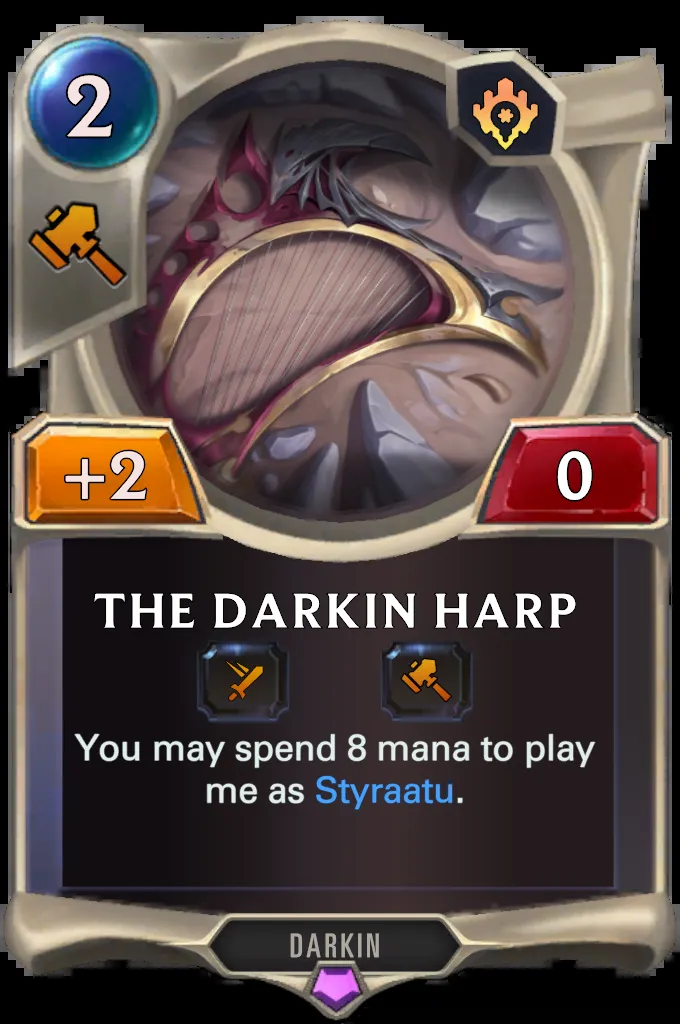 2
+2
0
THE DARKIN HARP
You may spend 8 mana to play
me as Styraatu.
DARKIN